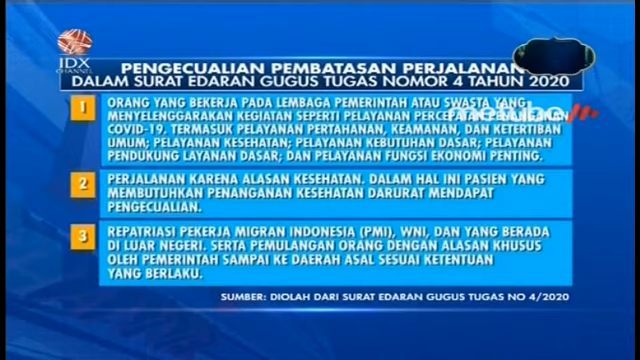 IDX
CHANNEL
PENGECUALIAN PEMBATASAN PERJALANAN
DALAM SURAT EDARAN GUGUS TUGAS NOMOR 4 TAHUN 2020
1 ORANG YANG BEKERJA PADA LEMBAGA PEMERINTAH ATAU SWASTA YANG
MENYELENGGARAKAN KEGIATAN SEPERTI PELAYANAN
COVID-19. TERMASUK PELAYANAN PERTAHANAN, KEAMANAN, DAN KETERTIBAN
UMUM; PELAYANAN KESEHATAN; PELAYANAN KEBUTUHAN DASAR; PELAYANAN
PENDUKUNG LAYANAN DASAR; DAN PELAYANAN FUNGSI EKONOMI PENTING.
2 PERJALANAN KARENA ALASAN KESEHATAN. DALAM HAL INI PASIEN YANG
MEMBUTUHKAN PENANGANAN KESEHATAN DARURAT MENDAPAT
PENGECUALIAN.
3 REPATRIASI PEKERJA MIGRAN INDONESIA (PMI), WNI, DAN YANG BERADA
DI LUAR NEGERI. SERTA PEMULANGAN ORANG DENGAN ALASAN KHUSUS
OLEH PEMERINTAH SAMPAI KE DAERAH ASAL SESUAI KETENTUAN
YANG BERLAKU.
SUMBER: DIOLAH DARI SURAT EDARAN GUGUS TUGAS NO 4/2020